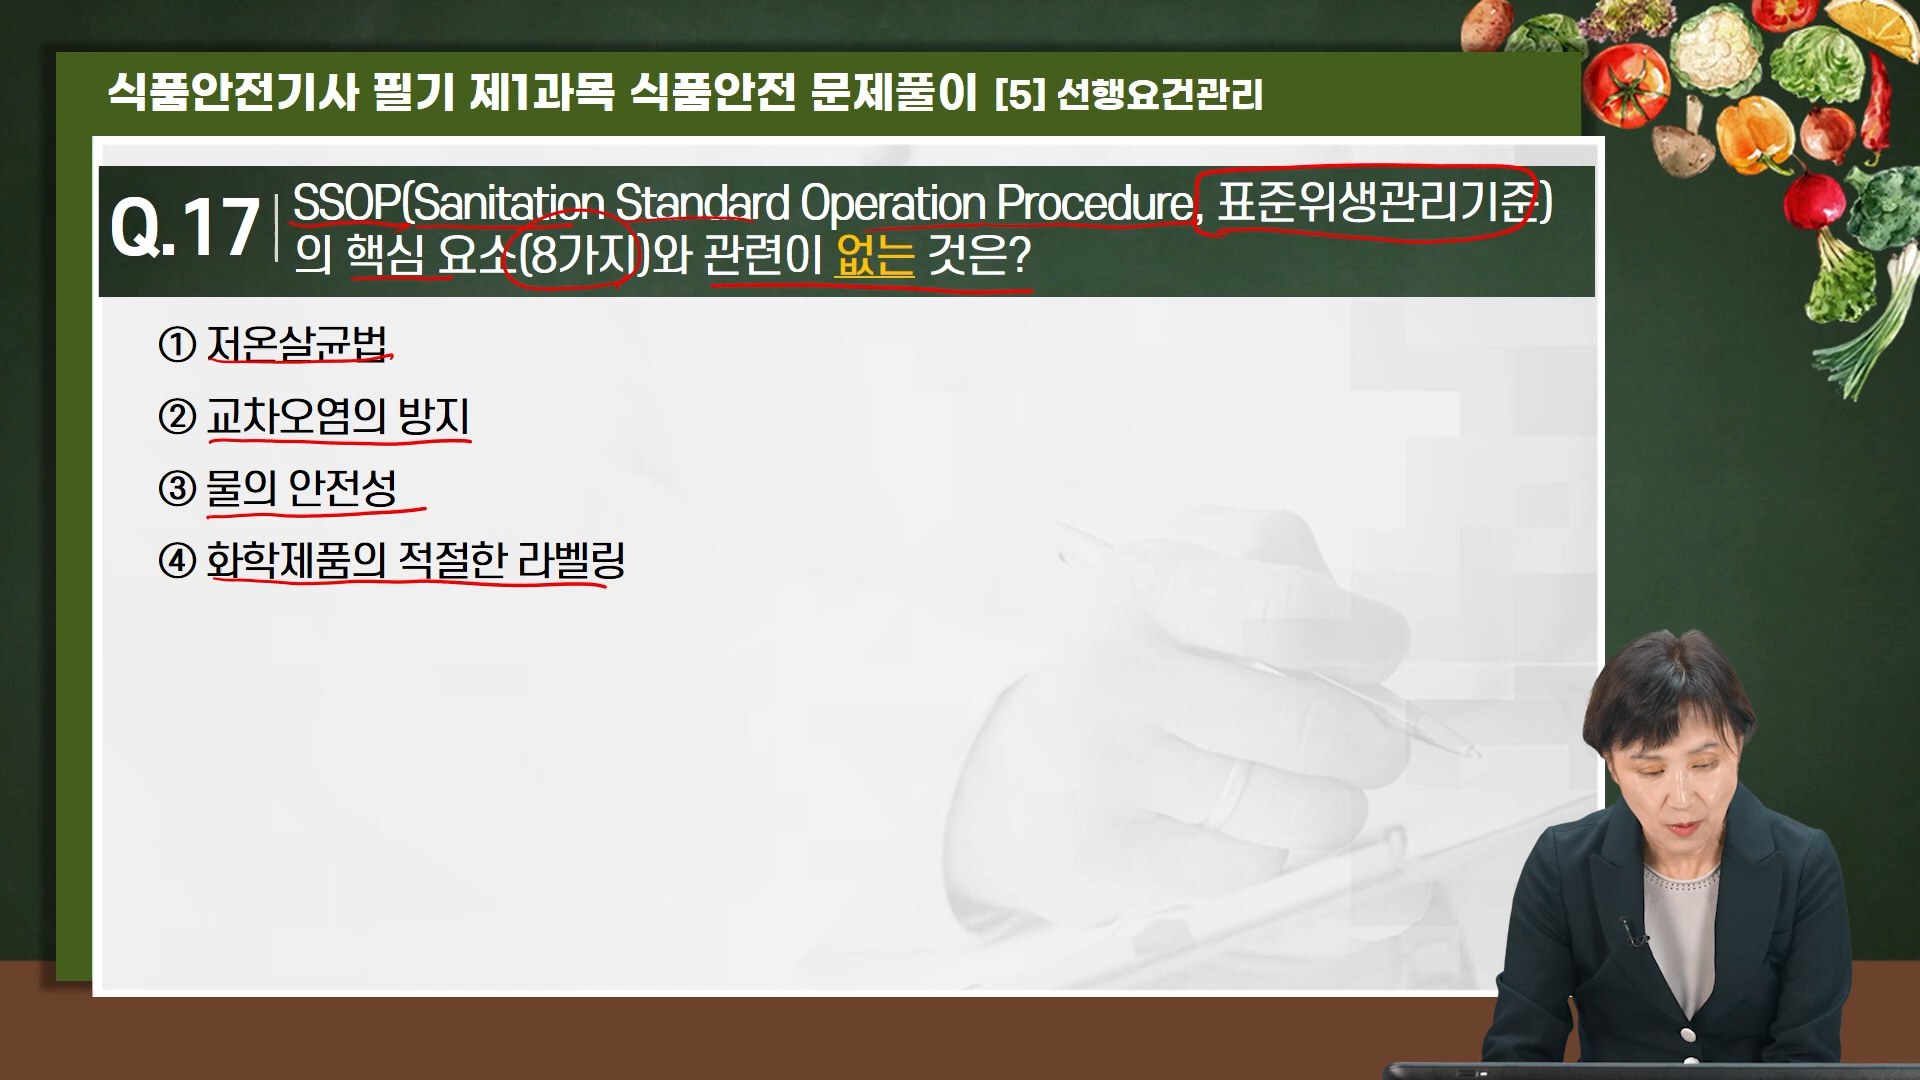 식품안전기사 필기 제1과목 식품안전 문제풀이 [5] 선행요건관리
Q.17
SSOP(Sanitation Standard Operation Procedure, 표준위생관리기준)
의 핵심 요소(8가지)와 관련이 없는 것은?
① 저온살균법
② 교차오염의 방지
③ 물의 안전성
④ 화학제품의 적절한 라벨링